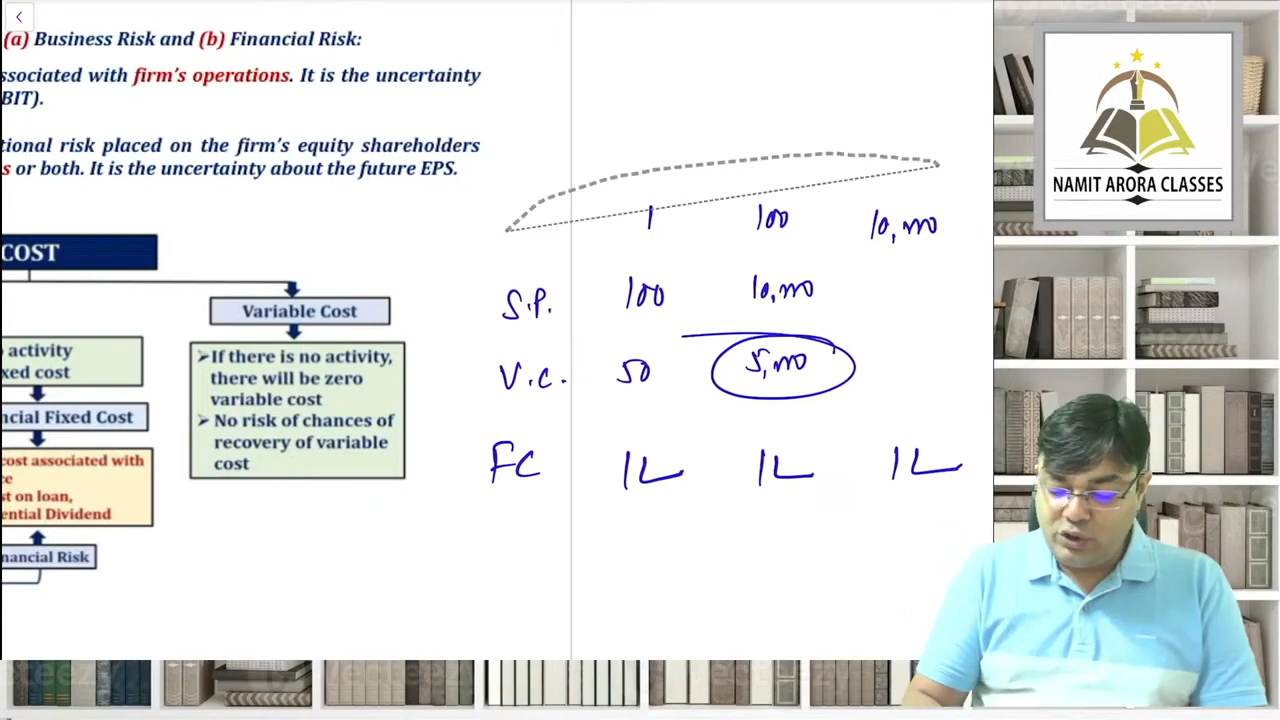 (a) Business Risk and (b) Financial Risk:
ssociated with firm's operations. It is the uncertainty
BIT).
tional risk placed on the firm's equity shareholders
s or both. It is the uncertainty about the future EPS.
COST
Variable Cost
activity
xed cost
➤If there is no activity,
there will be zero
variable cost
➤ No risk of chances of
recovery of variable
cost
ncial Fixed Cost
cost associated with
ce
st on loan,
ential Dividend
nancial Risk
1 100 10,000
S.P. 100 10,000
V.C. 50 5,000
FC 1L 1L 1L
NAMIT ARORA CLASSES